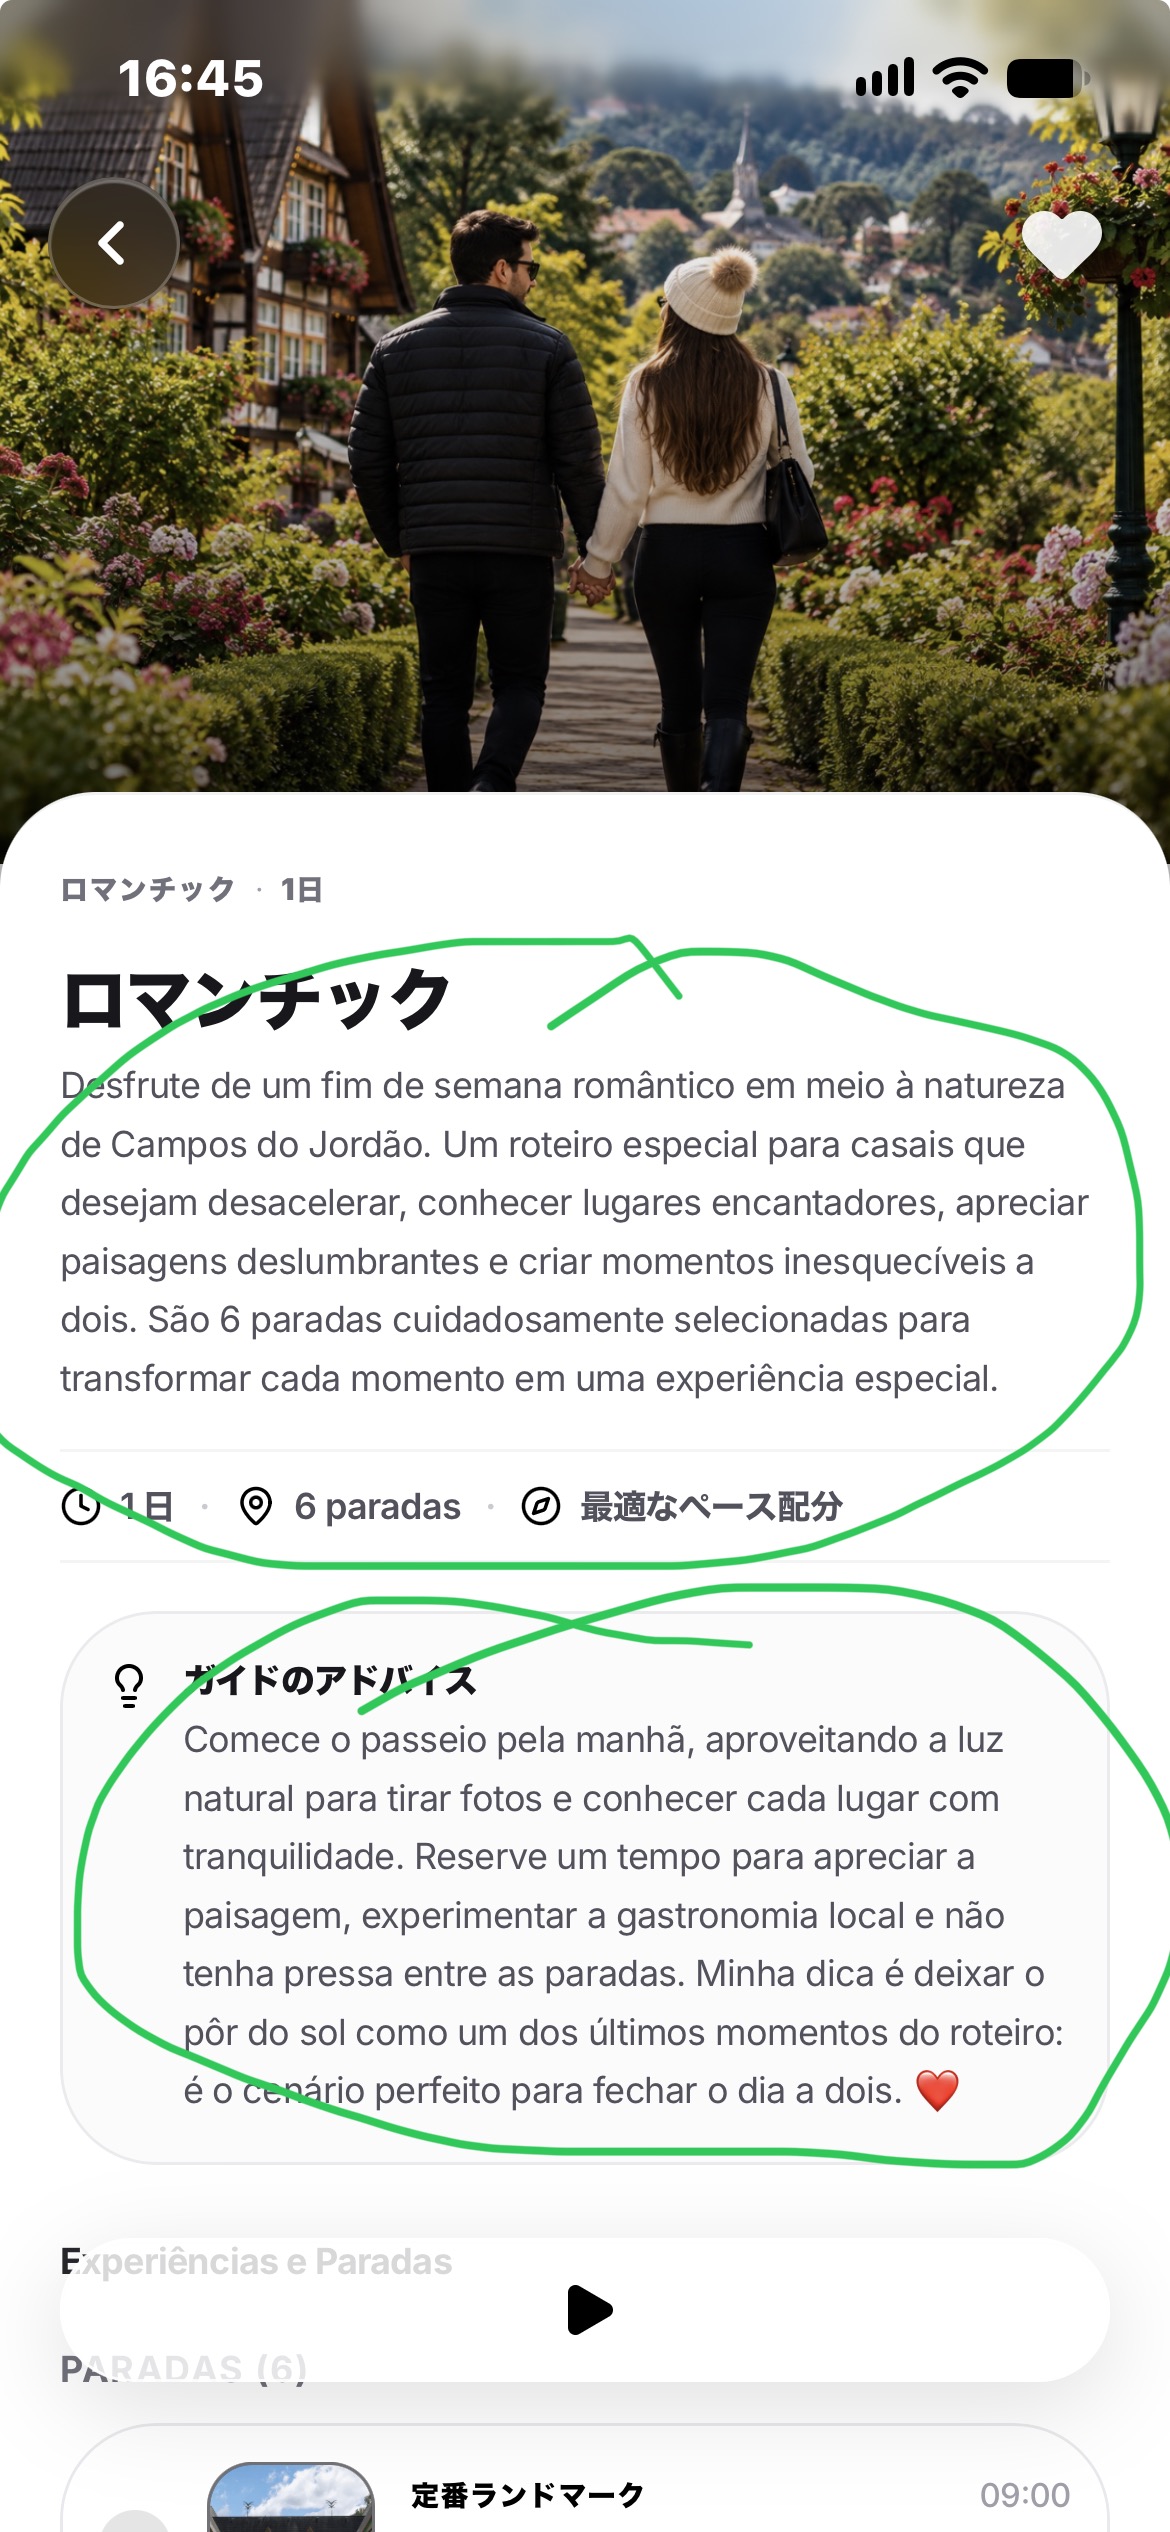 16:45
ロマンチック · 1日
ロマンチック
Desfrute de um fim de semana romântico em meio à natureza
de Campos do Jordão. Um roteiro especial para casais que
desejam desacelerar, conhecer lugares encantadores, apreciar
paisagens deslumbrantes e criar momentos inesquecíveis a
dois. São 6 paradas cuidadosamente selecionadas para
transformar cada momento em uma experiência especial.
1日 · 6 paradas · 最適なペース配分
ガイドのアドバイス
Comece o passeio pela manhã, aproveitando a luz
natural para tirar fotos e conhecer cada lugar com
tranquilidade. Reserve um tempo para apreciar a
paisagem, experimentar a gastronomia local e não
tenha pressa entre as paradas. Minha dica é deixar o
pôr do sol como um dos últimos momentos do roteiro:
é o cenário perfeito para fechar o dia a dois. ❤️
Experiências e Paradas
PARADAS (6)
定番ランドマーク 09:00